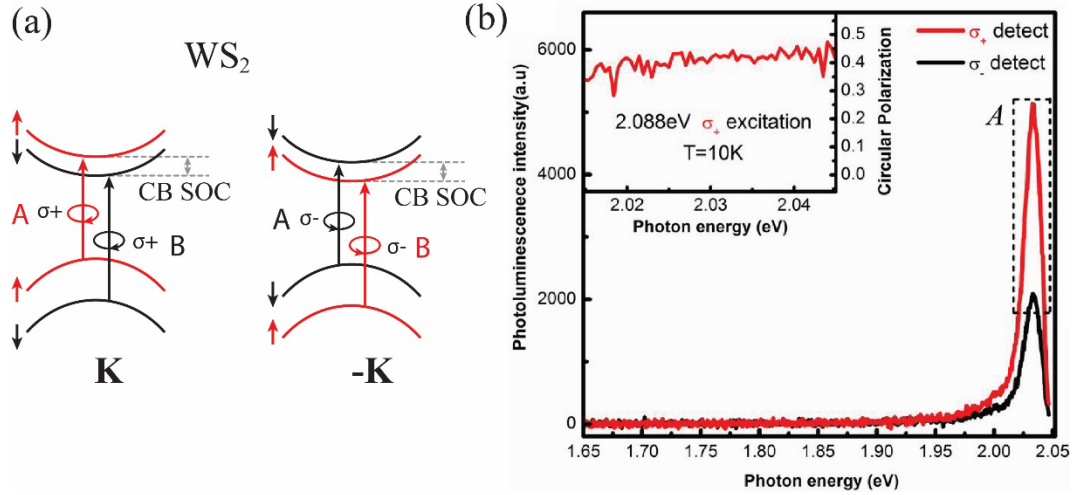 (a)
WS₂
CB SOC
A σ+
σ+ B
K
CB SOC
A σ-
σ- B
-K
(b)
Photoluminesecence intensity(a.u)
6000
4000
2000
0
1.65 1.70 1.75 1.80 1.85 1.90 1.95 2.00 2.05
Photon energy (eV)
σ₊ detect
σ₋ detect
A
2.088eV σ₊ excitation
T=10K
2.02 2.03 2.04
Photon energy (eV)
0.5
0.4
0.3
0.2
0.1
0.0
Circular Polarization